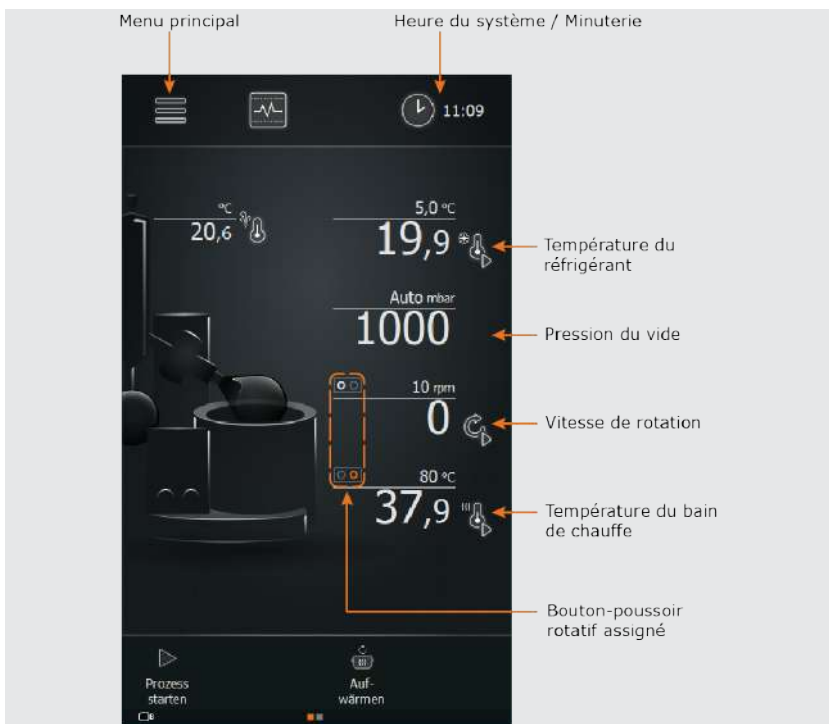 Menu principal
Heure du système / Minuterie
11:09
°C
20,6
5,0 °C
19,9
Température du
réfrigérant
Auto mbar
1000
Pression du vide
10 rpm
0
Vitesse de rotation
80 °C
37,9
Température du bain
de chauffe
Bouton-poussoir
rotatif assigné
Prozess
starten
Auf-
wärmen